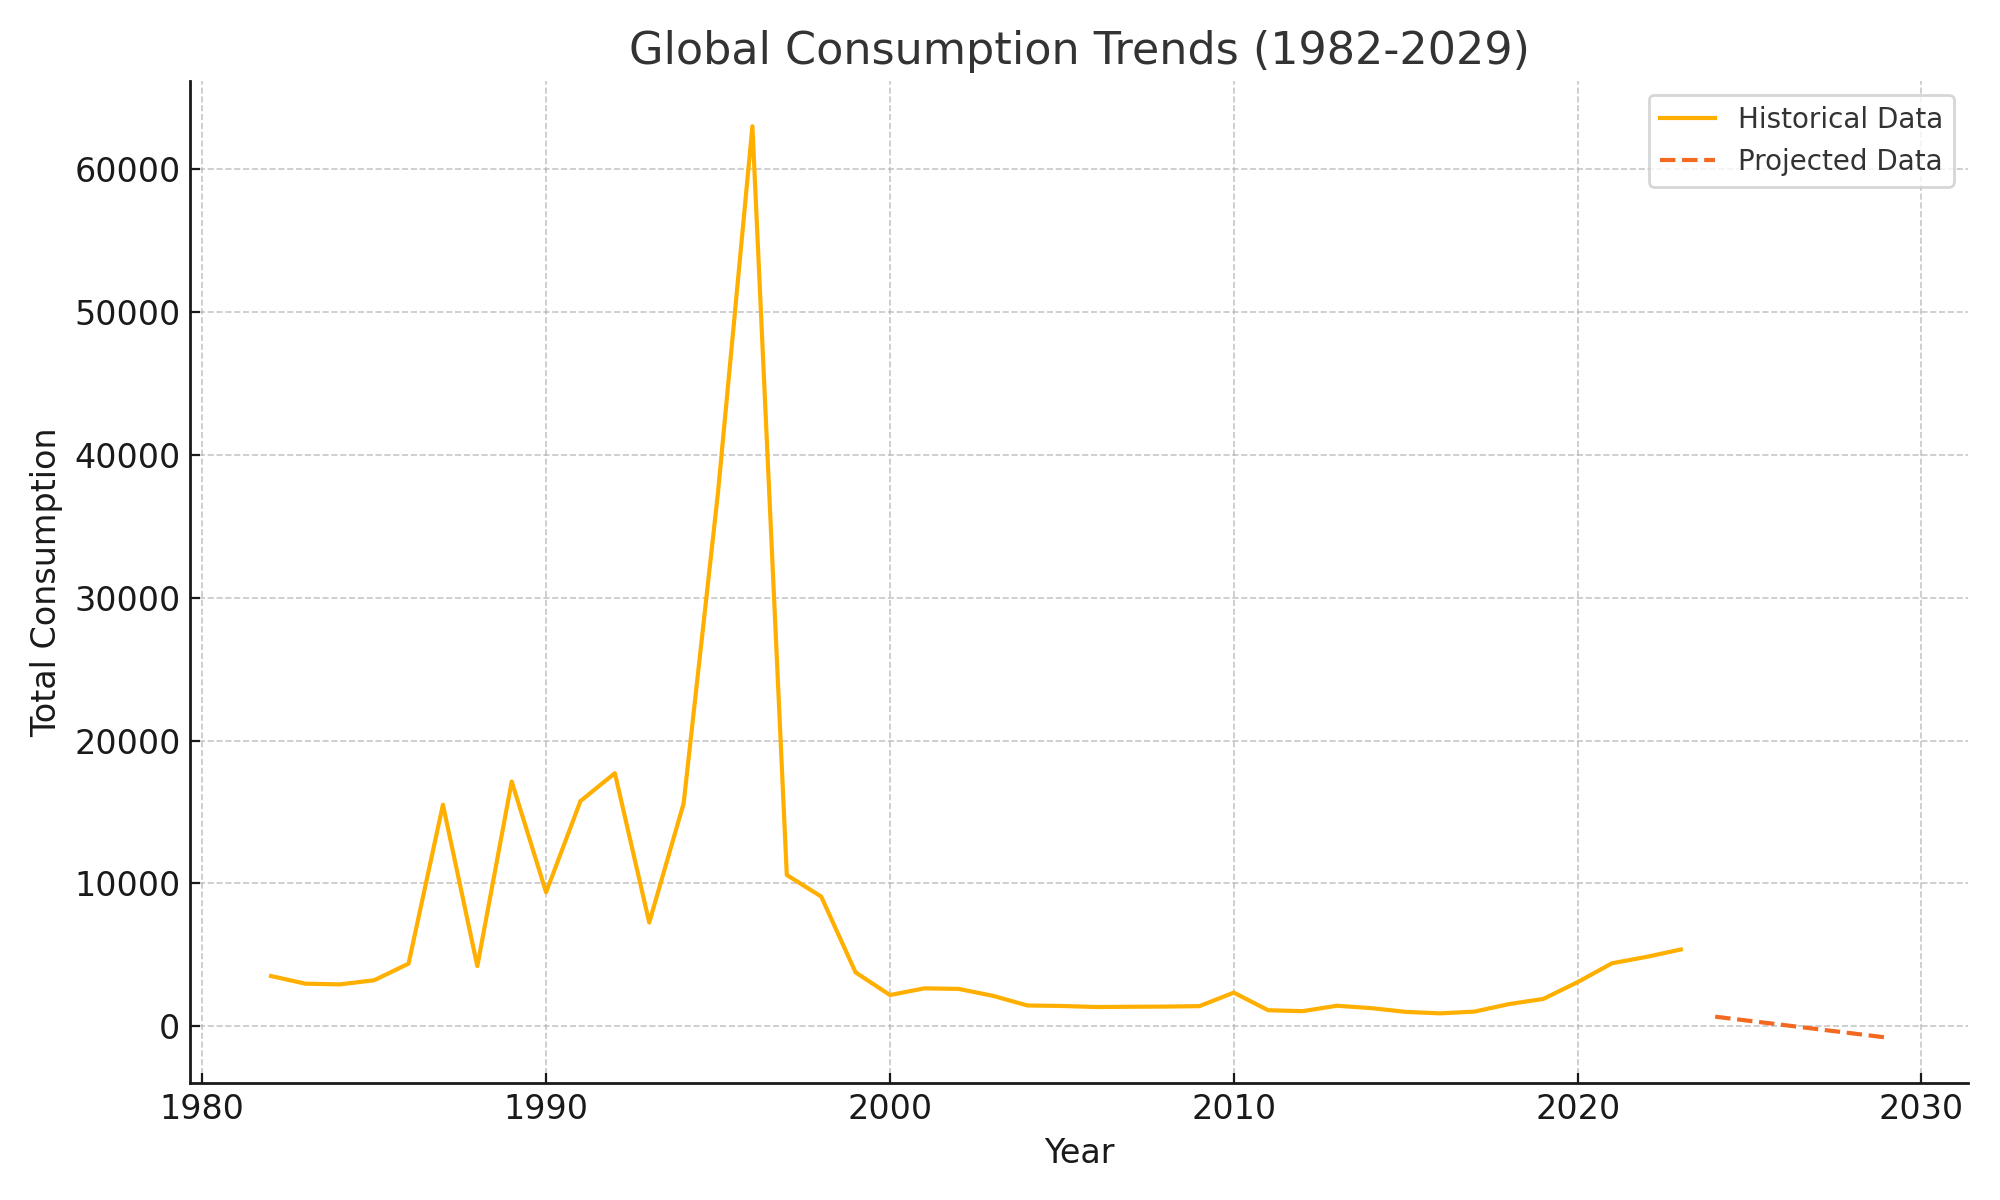 Global Consumption Trends (1982-2029)
Historical Data
Projected Data
Total Consumption
60000
50000
40000
30000
20000
10000
0
1980
1990
2000
2010
2020
2030
Year